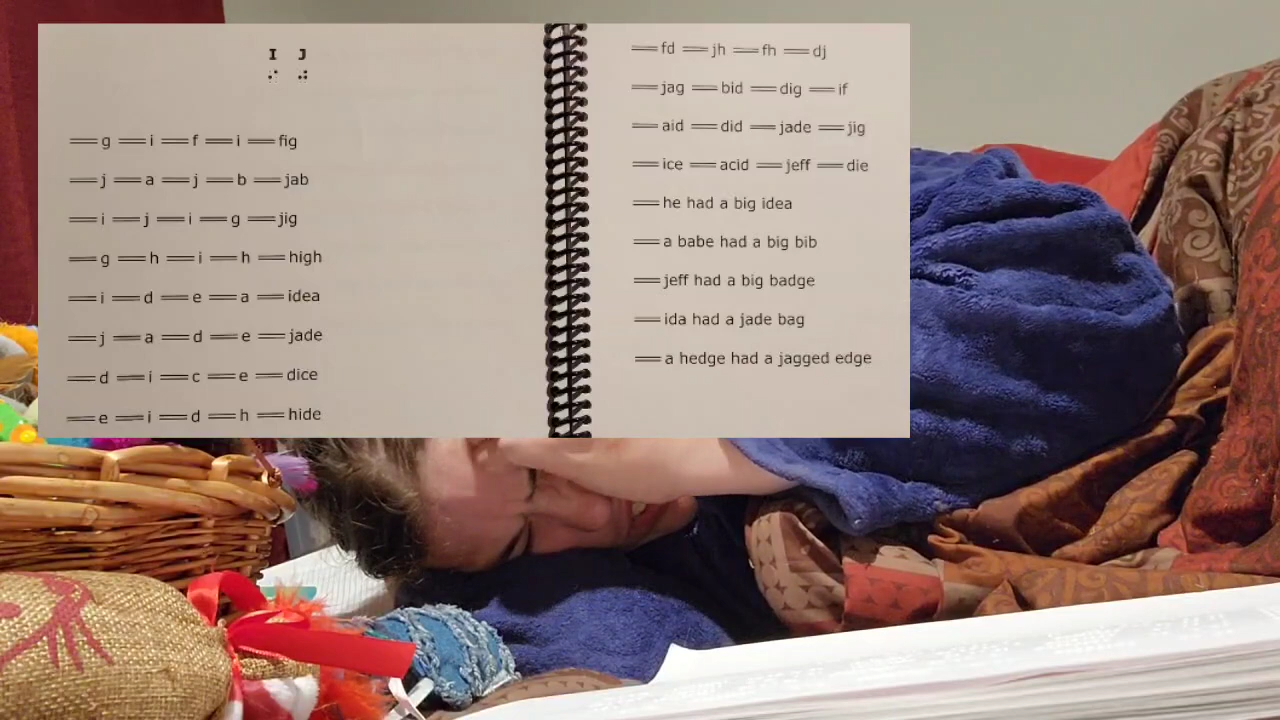 I J
⠊ ⠚
══g ══i ══f ══i ══fig
══j ══a ══j ══b ══jab
══i ══j ══i ══g ══jig
══g ══h ══i ══h ══high
══i ══d ══e ══a ══idea
══j ══a ══d ══e ══jade
══d ══i ══c ══e ══dice
══e ══i ══d ══h ══hide
══fd ══jh ══fh ══dj
══jag ══bid ══dig ══if
══aid ══did ══jade ══jig
══ice ══acid ══jeff ══die
══he had a big idea
══a babe had a big bib
══jeff had a big badge
══ida had a jade bag
══a hedge had a jagged edge